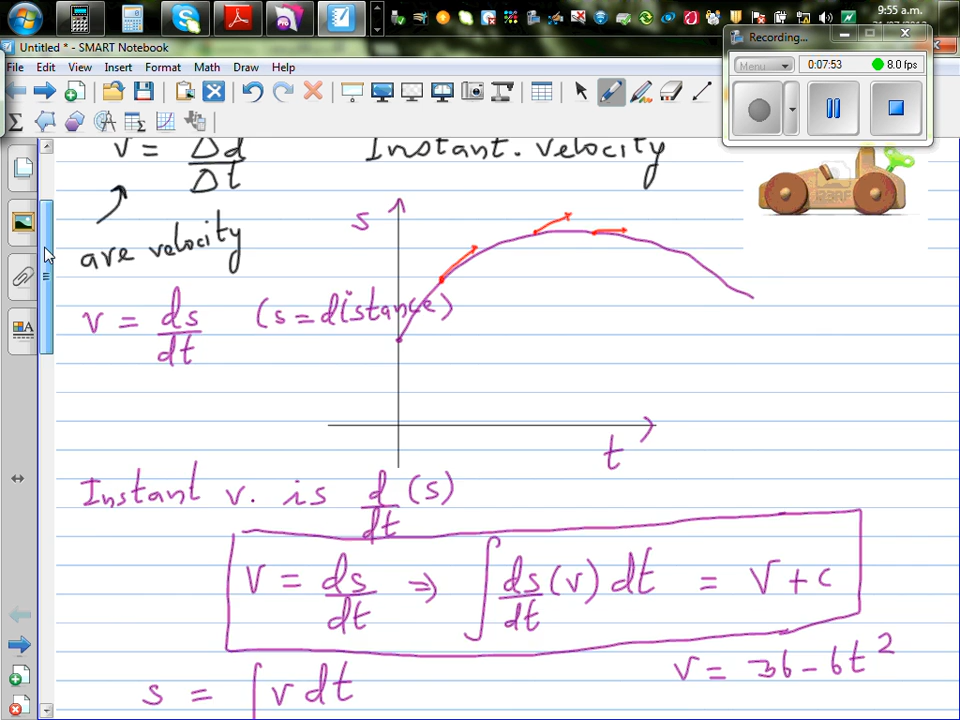 9:55 a.m.
Untitled * - SMART Notebook
Recording...
File Edit View Insert Format Math Draw Help
Menu 0:07:53 8.0 fps
v = Δd/Δt Instant. velocity
are velocity
s
v = ds/dt (s = distance)
t
Instant v. is d/dt (s)
V = ds/dt ⇒ ∫ ds/dt (v) dt = V + c
v = 36 - 6t²
s = ∫ v dt